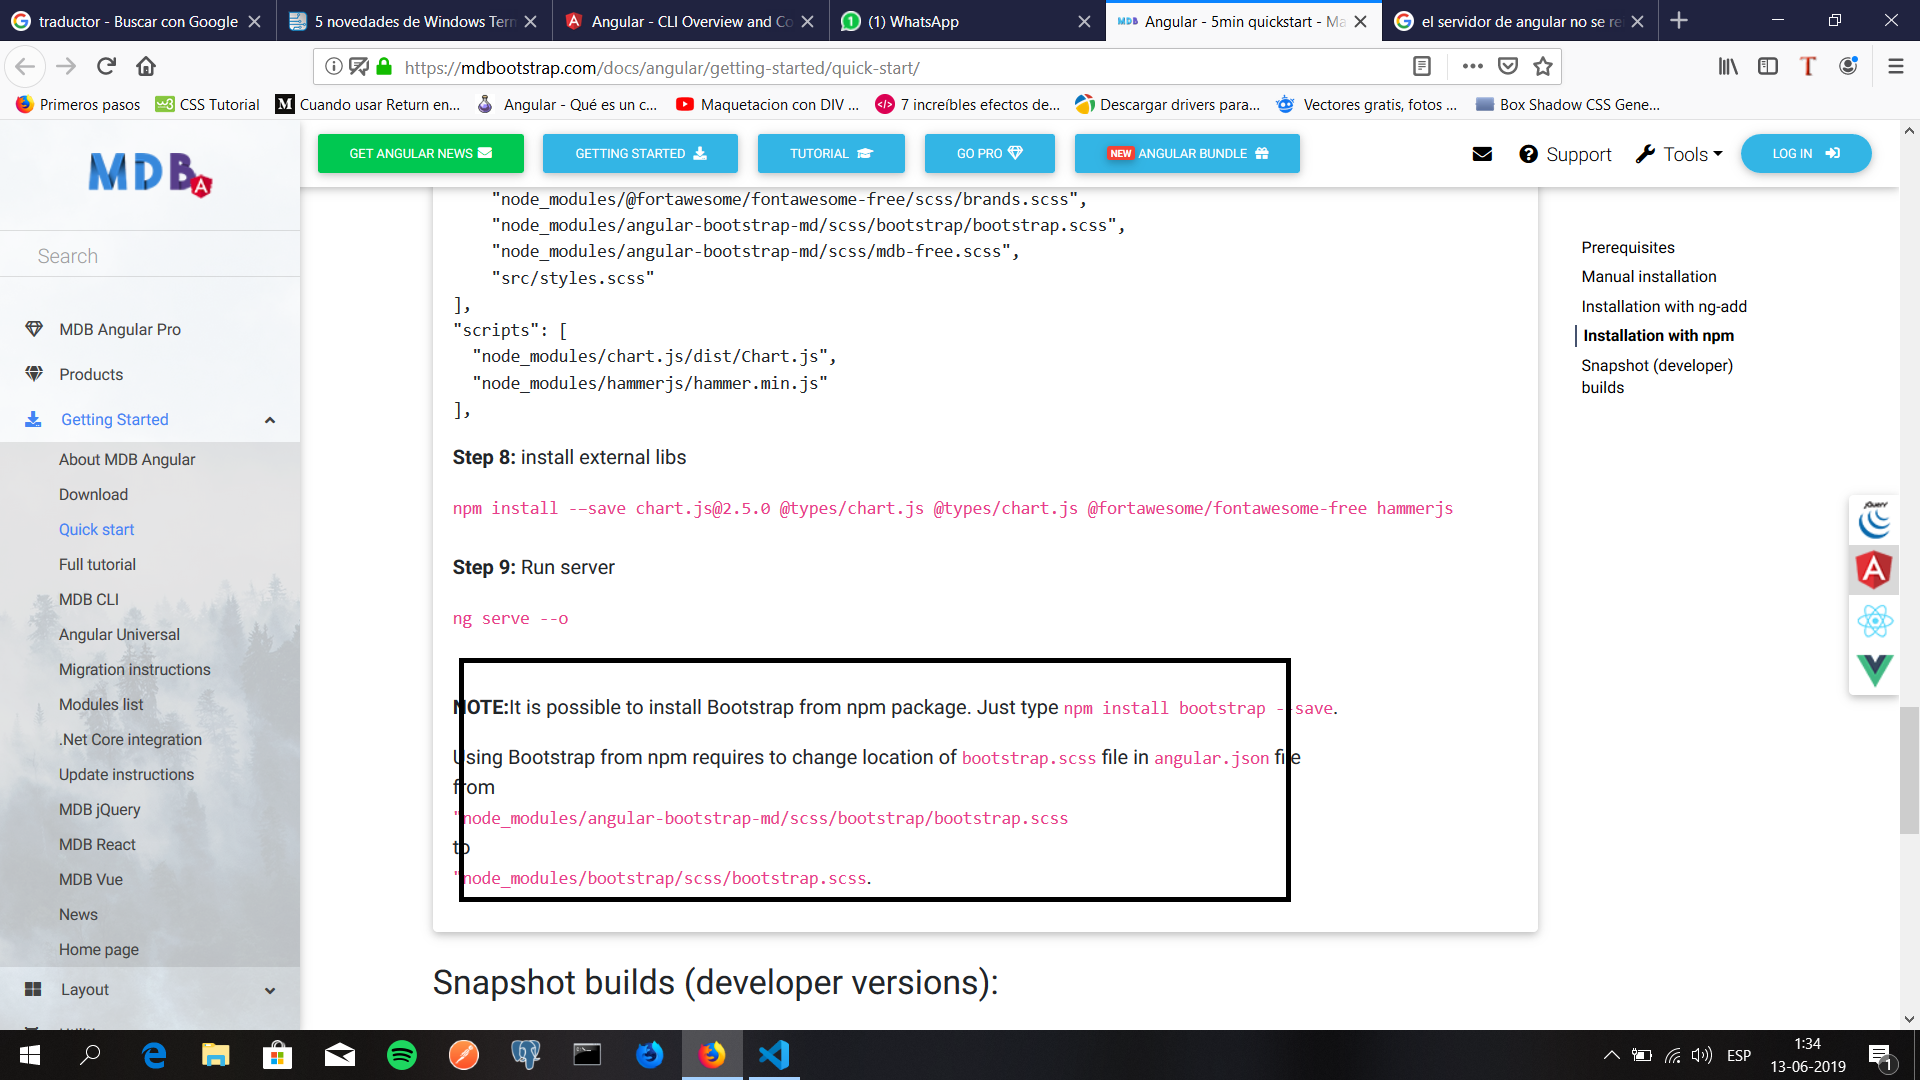 traductor - Buscar con Google
5 novedades de Windows Tern
Angular - CLI Overview and Co
(1) WhatsApp
Angular - 5min quickstart - Ma
el servidor de angular no se re
https://mdbootstrap.com/docs/angular/getting-started/quick-start/
Primeros pasos
CSS Tutorial
Cuando usar Return en...
Angular - Qué es un c...
Maquetacion con DIV ...
7 increíbles efectos de...
Descargar drivers para...
Vectores gratis, fotos ...
Box Shadow CSS Gene...
MDB
GET ANGULAR NEWS
GETTING STARTED
TUTORIAL
GO PRO
NEW ANGULAR BUNDLE
Support
Tools
LOG IN
Search
MDB Angular Pro
Products
Getting Started
About MDB Angular
Download
Quick start
Full tutorial
MDB CLI
Angular Universal
Migration instructions
Modules list
.Net Core integration
Update instructions
MDB jQuery
MDB React
MDB Vue
News
Home page
Layout
"node_modules/@fortawesome/fontawesome-free/scss/brands.scss",
"node_modules/angular-bootstrap-md/scss/bootstrap/bootstrap.scss",
"node_modules/angular-bootstrap-md/scss/mdb-free.scss",
"src/styles.scss"
],
"scripts": [
"node_modules/chart.js/dist/Chart.js",
"node_modules/hammerjs/hammer.min.js"
],
Step 8: install external libs
npm install --save chart.js@2.5.0 @types/chart.js @types/chart.js @fortawesome/fontawesome-free hammerjs
Step 9: Run server
ng serve --o
NOTE:It is possible to install Bootstrap from npm package. Just type npm install bootstrap --save.
Using Bootstrap from npm requires to change location of bootstrap.scss file in angular.json file
from
"node_modules/angular-bootstrap-md/scss/bootstrap/bootstrap.scss
to
"node_modules/bootstrap/scss/bootstrap.scss.
Snapshot builds (developer versions):
Prerequisites
Manual installation
Installation with ng-add
Installation with npm
Snapshot (developer)
builds
jQuery
ESP
1:34
13-06-2019
1